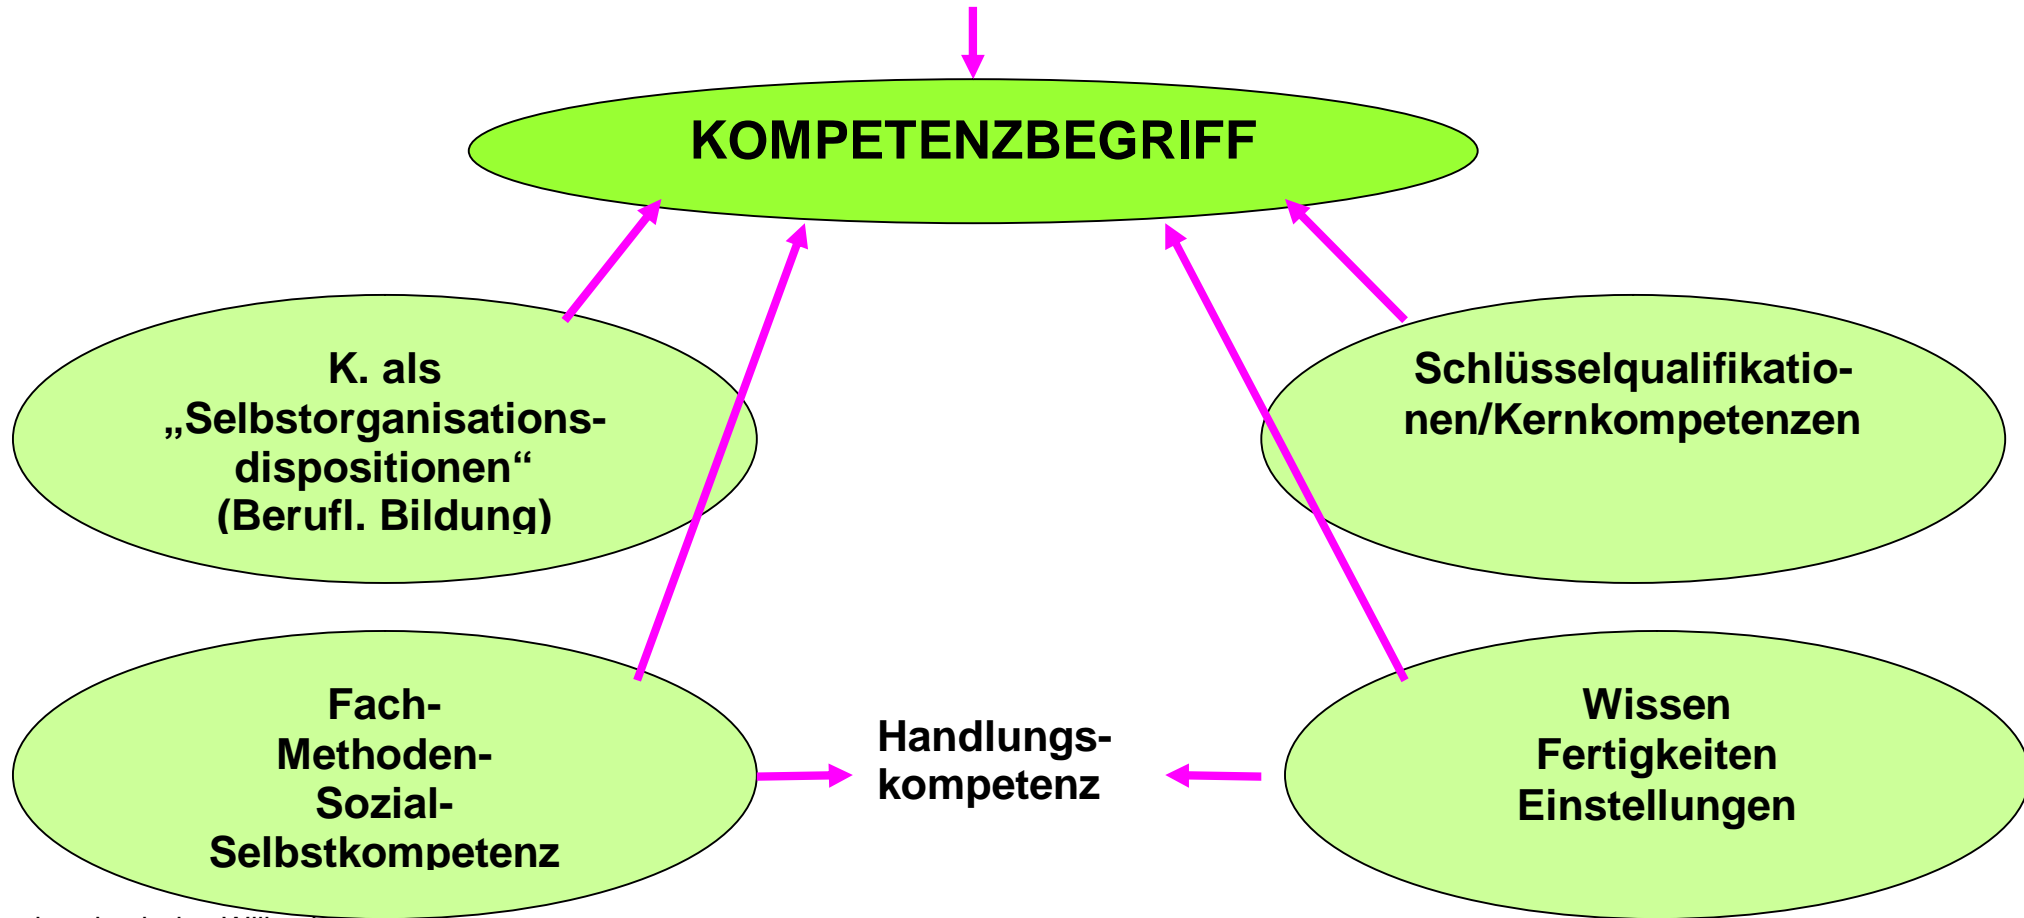 KOMPETENZBEGRIFF
K. als
„Selbstorganisations-
dispositionen“
(Berufl. Bildung)
Schlüsselqualifikatio-
nen/Kernkompetenzen
Fach-
Methoden-
Sozial-
Selbstkompetenz
Handlungs-
kompetenz
Wissen
Fertigkeiten
Einstellungen